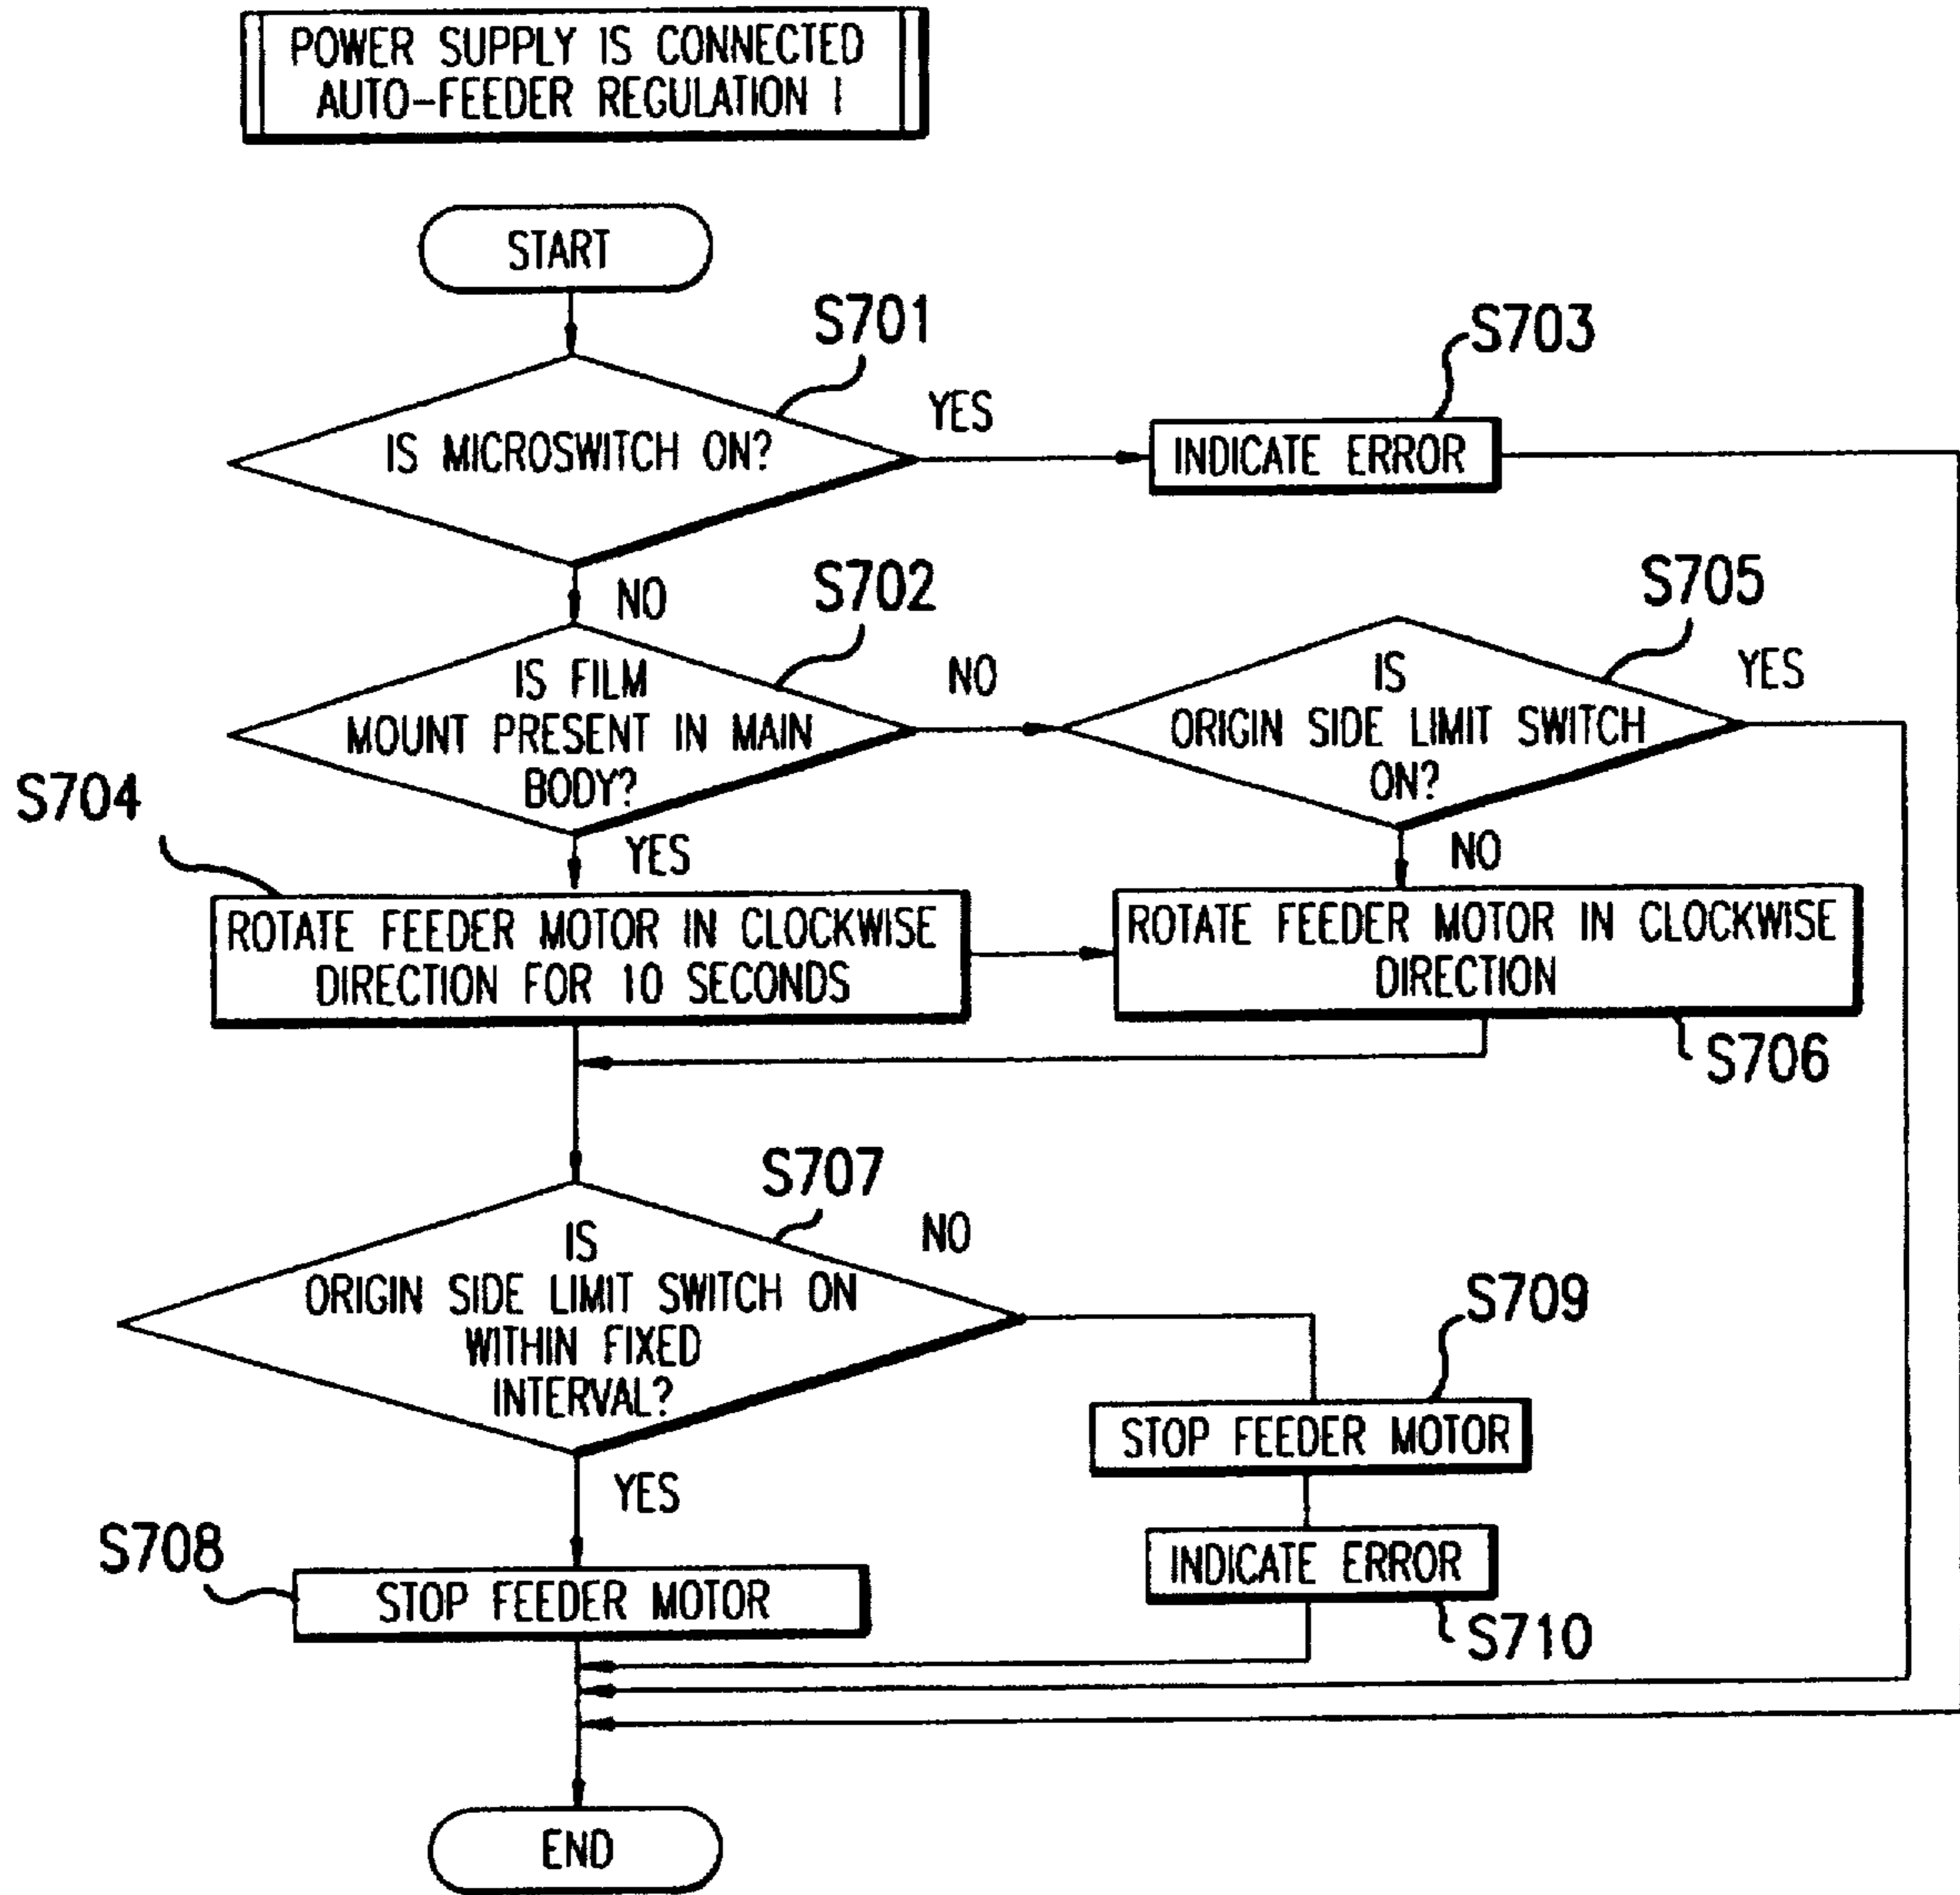 POWER SUPPLY IS CONNECTED
AUTO-FEEDER REGULATION I
START
S701
S703
IS MICROSWITCH ON?
YES
INDICATE ERROR
NO
S702
S705
IS FILM
MOUNT PRESENT IN MAIN
BODY?
NO
IS
ORIGIN SIDE LIMIT SWITCH
ON?
YES
S704
YES
NO
ROTATE FEEDER MOTOR IN CLOCKWISE
DIRECTION FOR 10 SECONDS
ROTATE FEEDER MOTOR IN CLOCKWISE
DIRECTION
S706
S707
IS
ORIGIN SIDE LIMIT SWITCH ON
WITHIN FIXED
INTERVAL?
NO
S709
STOP FEEDER MOTOR
YES
S708
STOP FEEDER MOTOR
INDICATE ERROR
S710
END